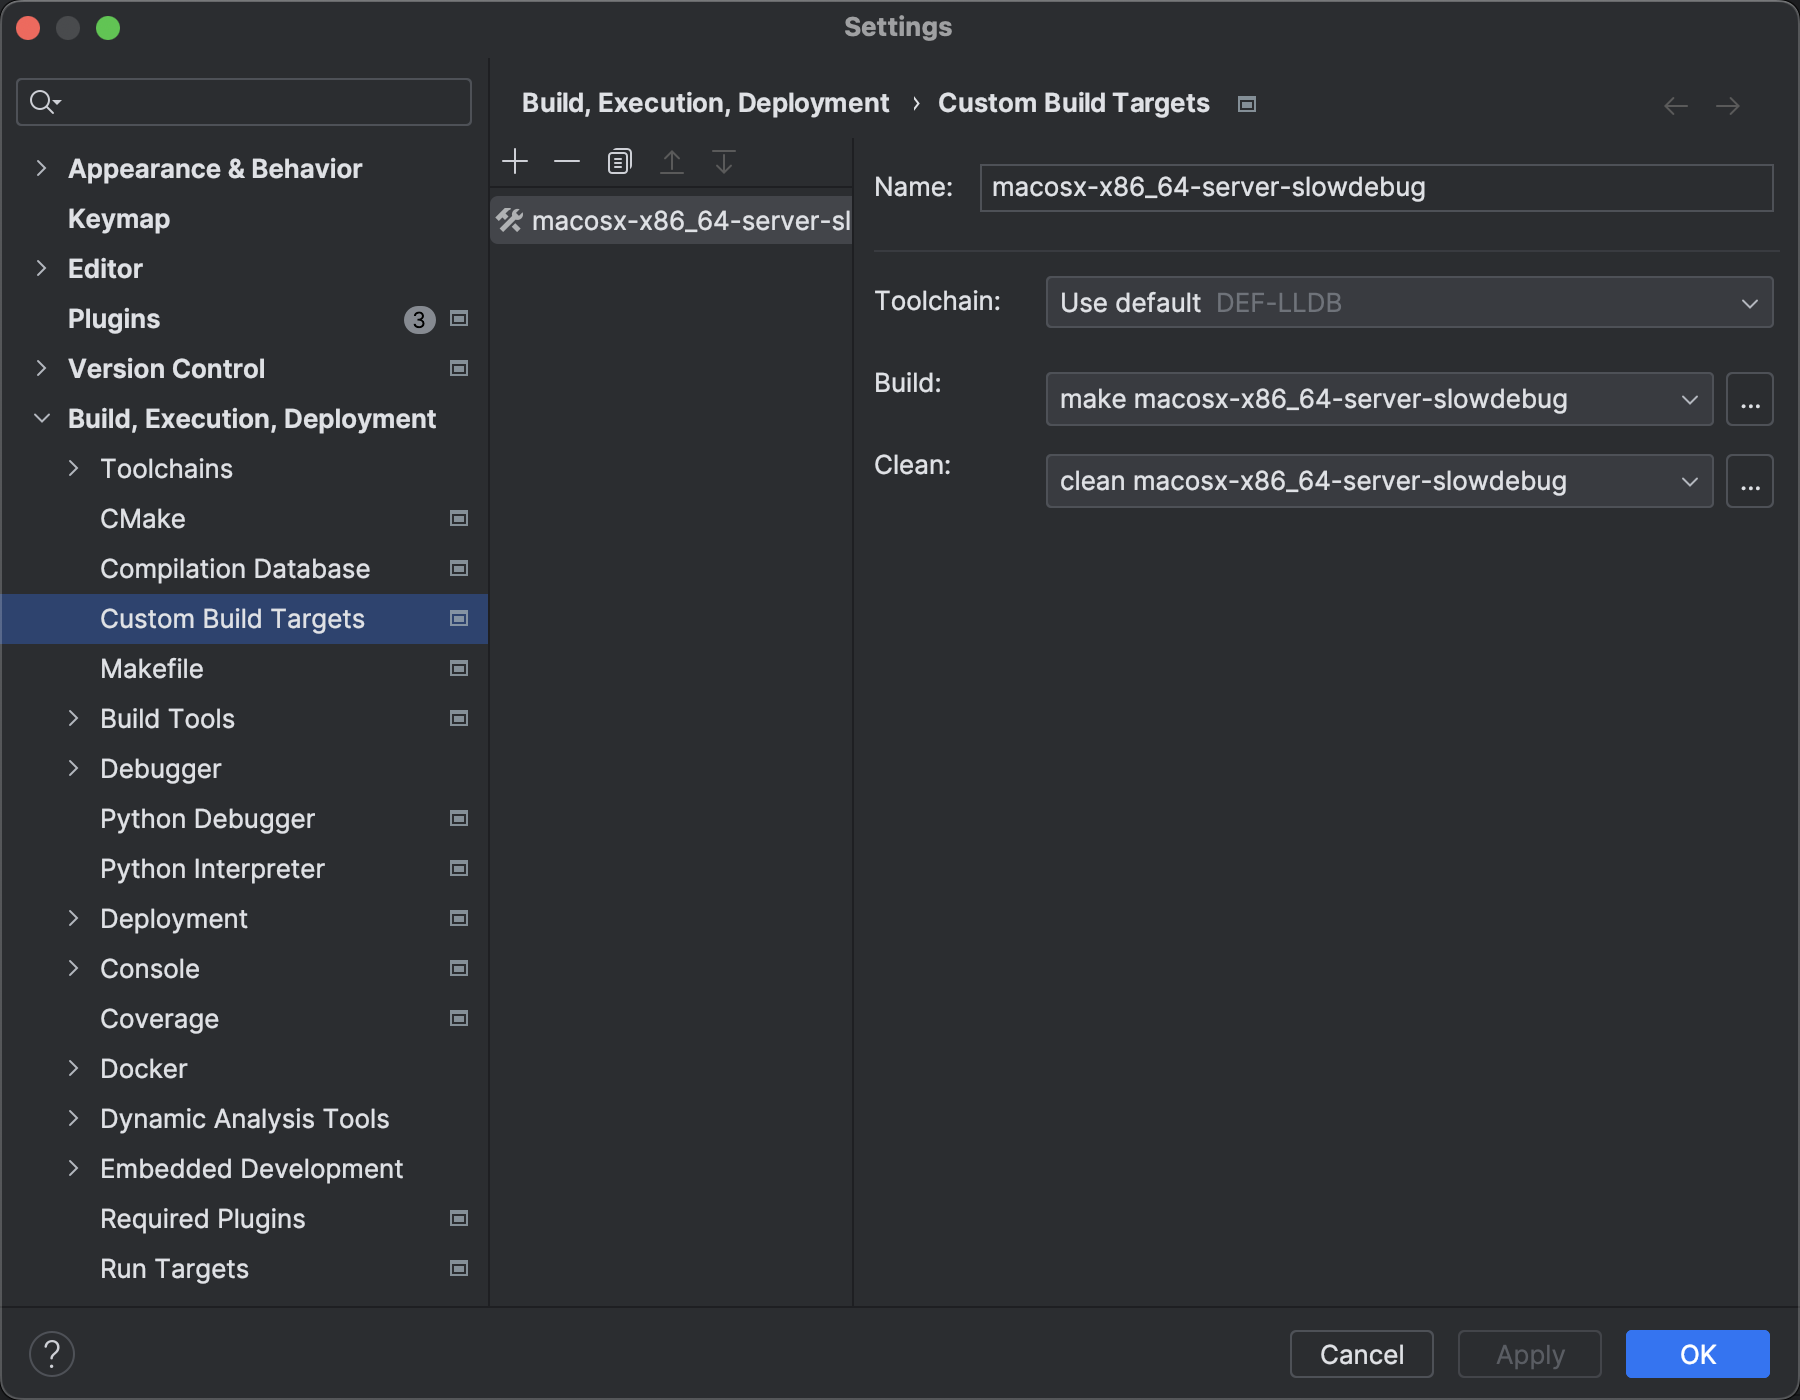 Settings
Appearance & Behavior
Keymap
Editor
Plugins 3
Version Control
Build, Execution, Deployment
Toolchains
CMake
Compilation Database
Custom Build Targets
Makefile
Build Tools
Debugger
Python Debugger
Python Interpreter
Deployment
Console
Coverage
Docker
Dynamic Analysis Tools
Embedded Development
Required Plugins
Run Targets
Build, Execution, Deployment › Custom Build Targets
macosx-x86_64-server-sl
Name: macosx-x86_64-server-slowdebug
Toolchain: Use default DEF-LLDB
Build: make macosx-x86_64-server-slowdebug ...
Clean: clean macosx-x86_64-server-slowdebug ...
? Cancel Apply OK